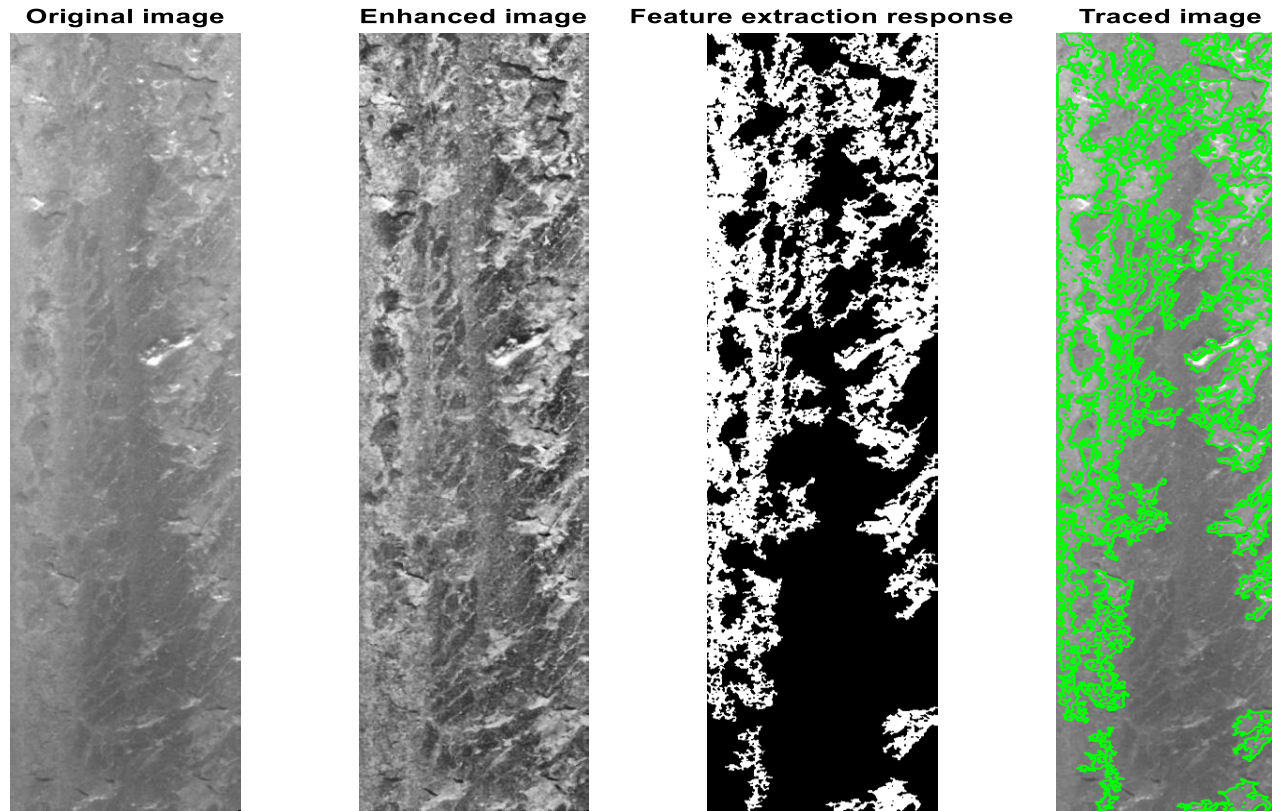 Original image
Enhanced image
Feature extraction response
Traced image